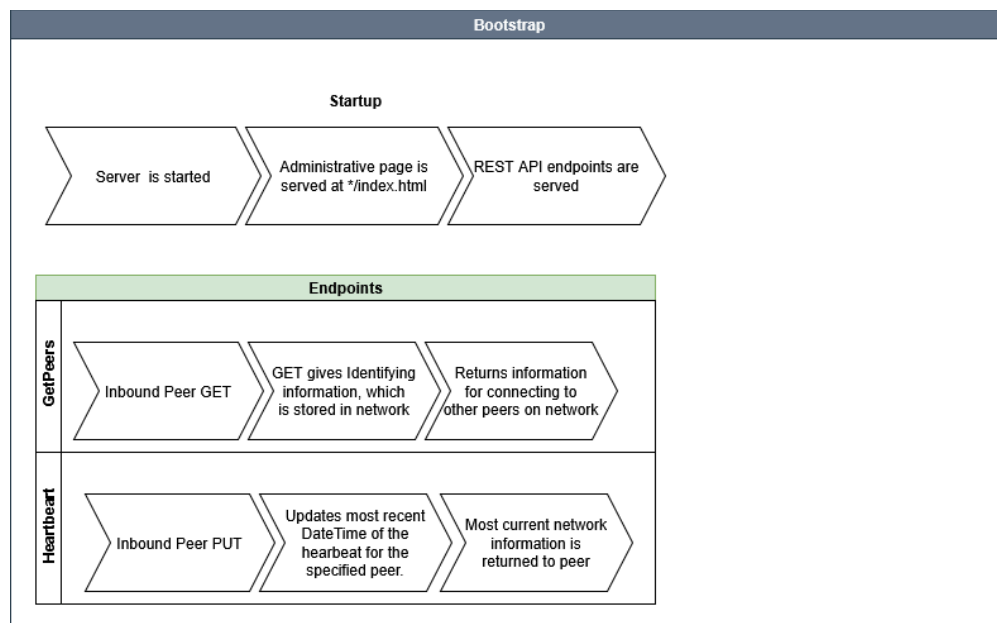 Bootstrap
Startup
Server is started
Administrative page is
served at */index.html
REST API endpoints are
served
Endpoints
GetPeers
Inbound Peer GET
GET gives Identifying
information, which
is stored in network
Returns information
for connecting to
other peers on network
Heartbeart
Inbound Peer PUT
Updates most recent
DateTime of the
hearbeat for the
specified peer.
Most current network
information is
returned to peer